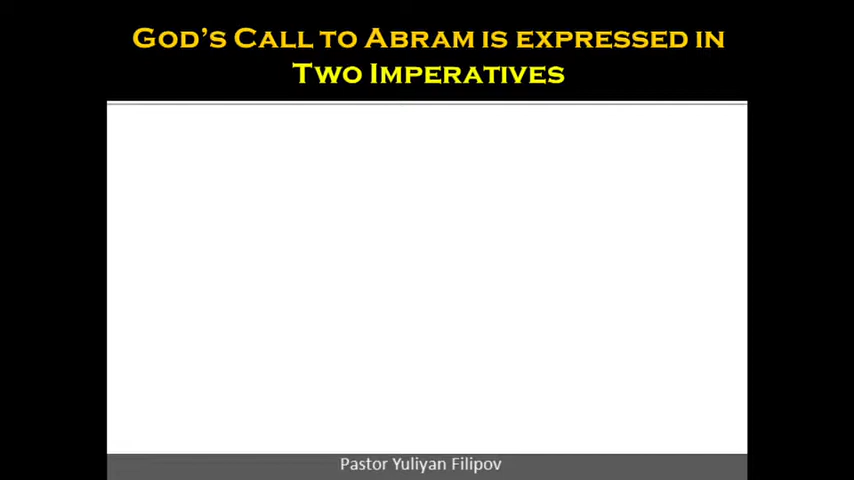 God's Call to Abram is expressed in
Two Imperatives
Pastor Yuliyan Filipov